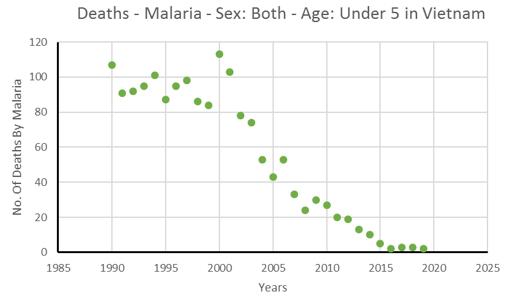 Deaths - Malaria - Sex: Both - Age: Under 5 in Vietnam
120
100
80
60
40
20
0
No. Of Deaths By Malaria
1985 1990 1995 2000 2005 2010 2015 2020 2025
Years